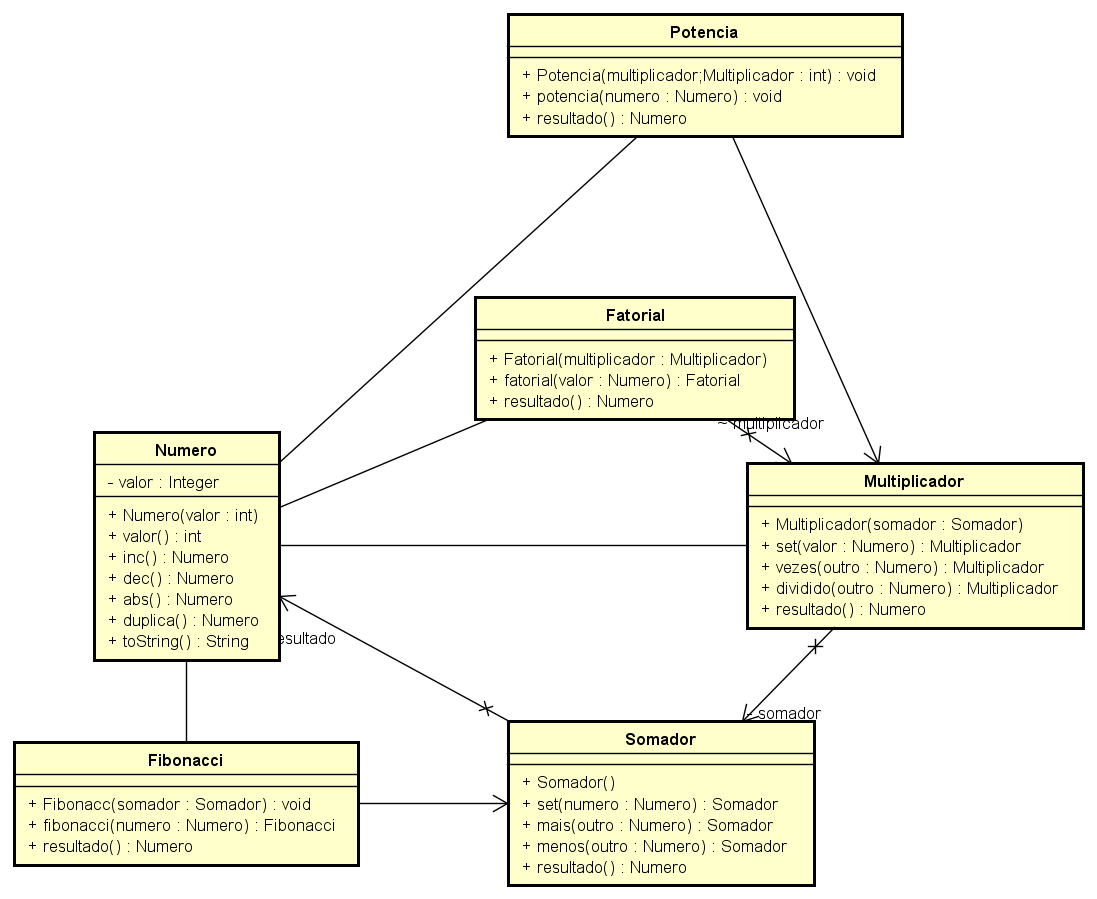 Potencia
+ Potencia(multiplicador;Multiplicador : int) : void
+ potencia(numero : Numero) : void
+ resultado() : Numero
Fatorial
+ Fatorial(multiplicador : Multiplicador)
+ fatorial(valor : Numero) : Fatorial
+ resultado() : Numero
~ multiplicador
Numero
- valor : Integer
+ Numero(valor : int)
+ valor() : int
+ inc() : Numero
+ dec() : Numero
+ abs() : Numero
+ duplica() : Numero
+ toString() : String
Multiplicador
+ Multiplicador(somador : Somador)
+ set(valor : Numero) : Multiplicador
+ vezes(outro : Numero) : Multiplicador
+ dividido(outro : Numero) : Multiplicador
+ resultado() : Numero
esultado
- somador
Fibonacci
+ Fibonacc(somador : Somador) : void
+ fibonacci(numero : Numero) : Fibonacci
+ resultado() : Numero
Somador
+ Somador()
+ set(numero : Numero) : Somador
+ mais(outro : Numero) : Somador
+ menos(outro : Numero) : Somador
+ resultado() : Numero